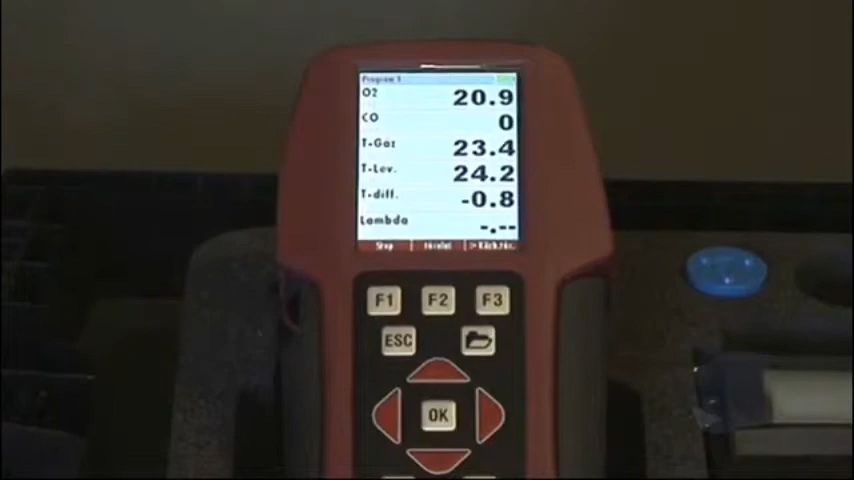 Program 1
O2 20.9
CO 0
T-Gáz 23.4
T-Lev. 24.2
T-diff. -0.8
Lambda -.--
Stop
F1 F2 F3
ESC
OK